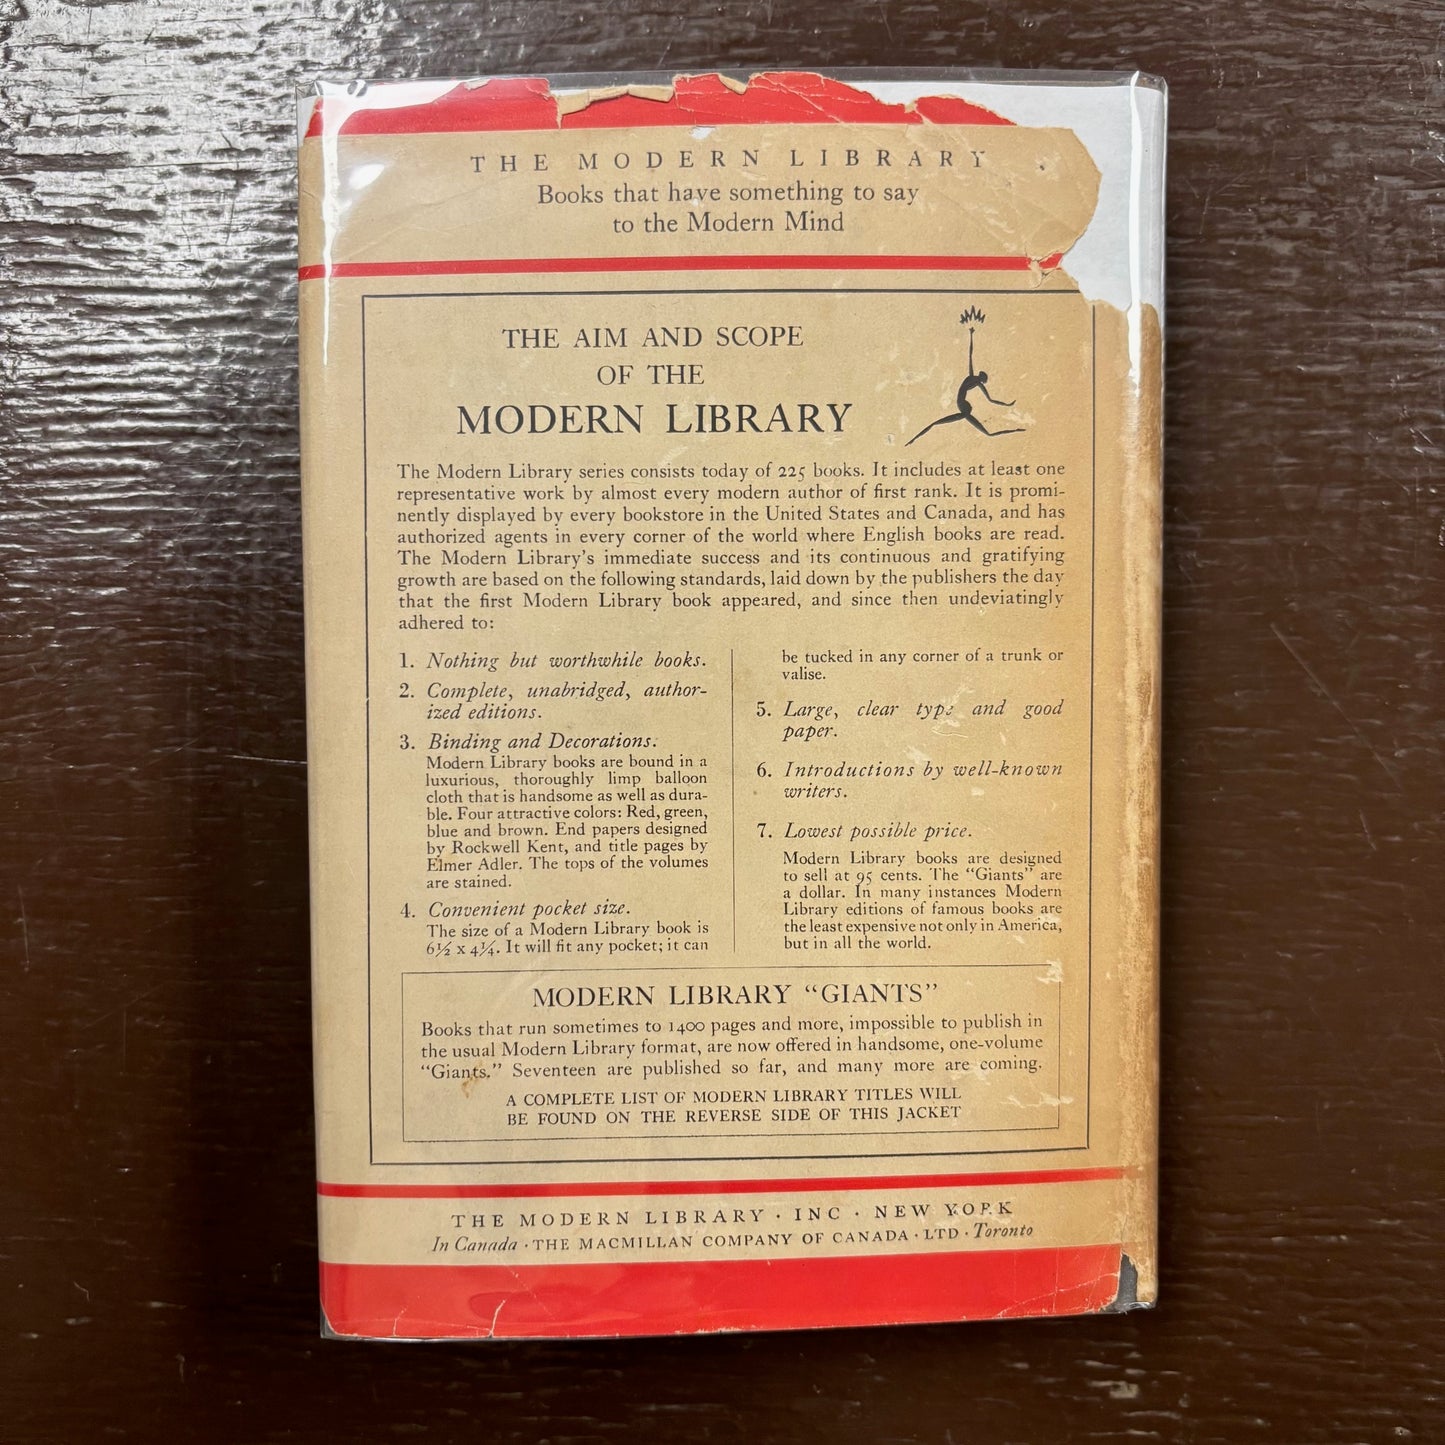 THE MODERN LIBRARY
Books that have something to say
to the Modern Mind
THE AIM AND SCOPE
OF THE
MODERN LIBRARY
The Modern Library series consists today of 225 books. It includes at least one
representative work by almost every modern author of first rank. It is promi-
nently displayed by every bookstore in the United States and Canada, and has
authorized agents in every corner of the world where English books are read.
The Modern Library's immediate success and its continuous and gratifying
growth are based on the following standards, laid down by the publishers the day
that the first Modern Library book appeared, and since then undeviatingly
adhered to:
1. Nothing but worthwhile books.
2. Complete, unabridged, author-
ized editions.
3. Binding and Decorations.
Modern Library books are bound in a
luxurious, thoroughly limp balloon
cloth that is handsome as well as dura-
ble. Four attractive colors: Red, green,
blue and brown. End papers designed
by Rockwell Kent, and title pages by
Elmer Adler. The tops of the volumes
are stained.
4. Convenient pocket size.
The size of a Modern Library book is
6½ x 4¼. It will fit any pocket; it can
be tucked in any corner of a trunk or
valise.
5. Large, clear type and good
paper.
6. Introductions by well-known
writers.
7. Lowest possible price.
Modern Library books are designed
to sell at 95 cents. The "Giants" are
a dollar. In many instances Modern
Library editions of famous books are
the least expensive not only in America,
but in all the world.
MODERN LIBRARY "GIANTS"
Books that run sometimes to 1400 pages and more, impossible to publish in
the usual Modern Library format, are now offered in handsome, one-volume
"Giants." Seventeen are published so far, and many more are coming.
A COMPLETE LIST OF MODERN LIBRARY TITLES WILL
BE FOUND ON THE REVERSE SIDE OF THIS JACKET
THE MODERN LIBRARY · INC · NEW YORK
In Canada · THE MACMILLAN COMPANY OF CANADA · LTD · Toronto